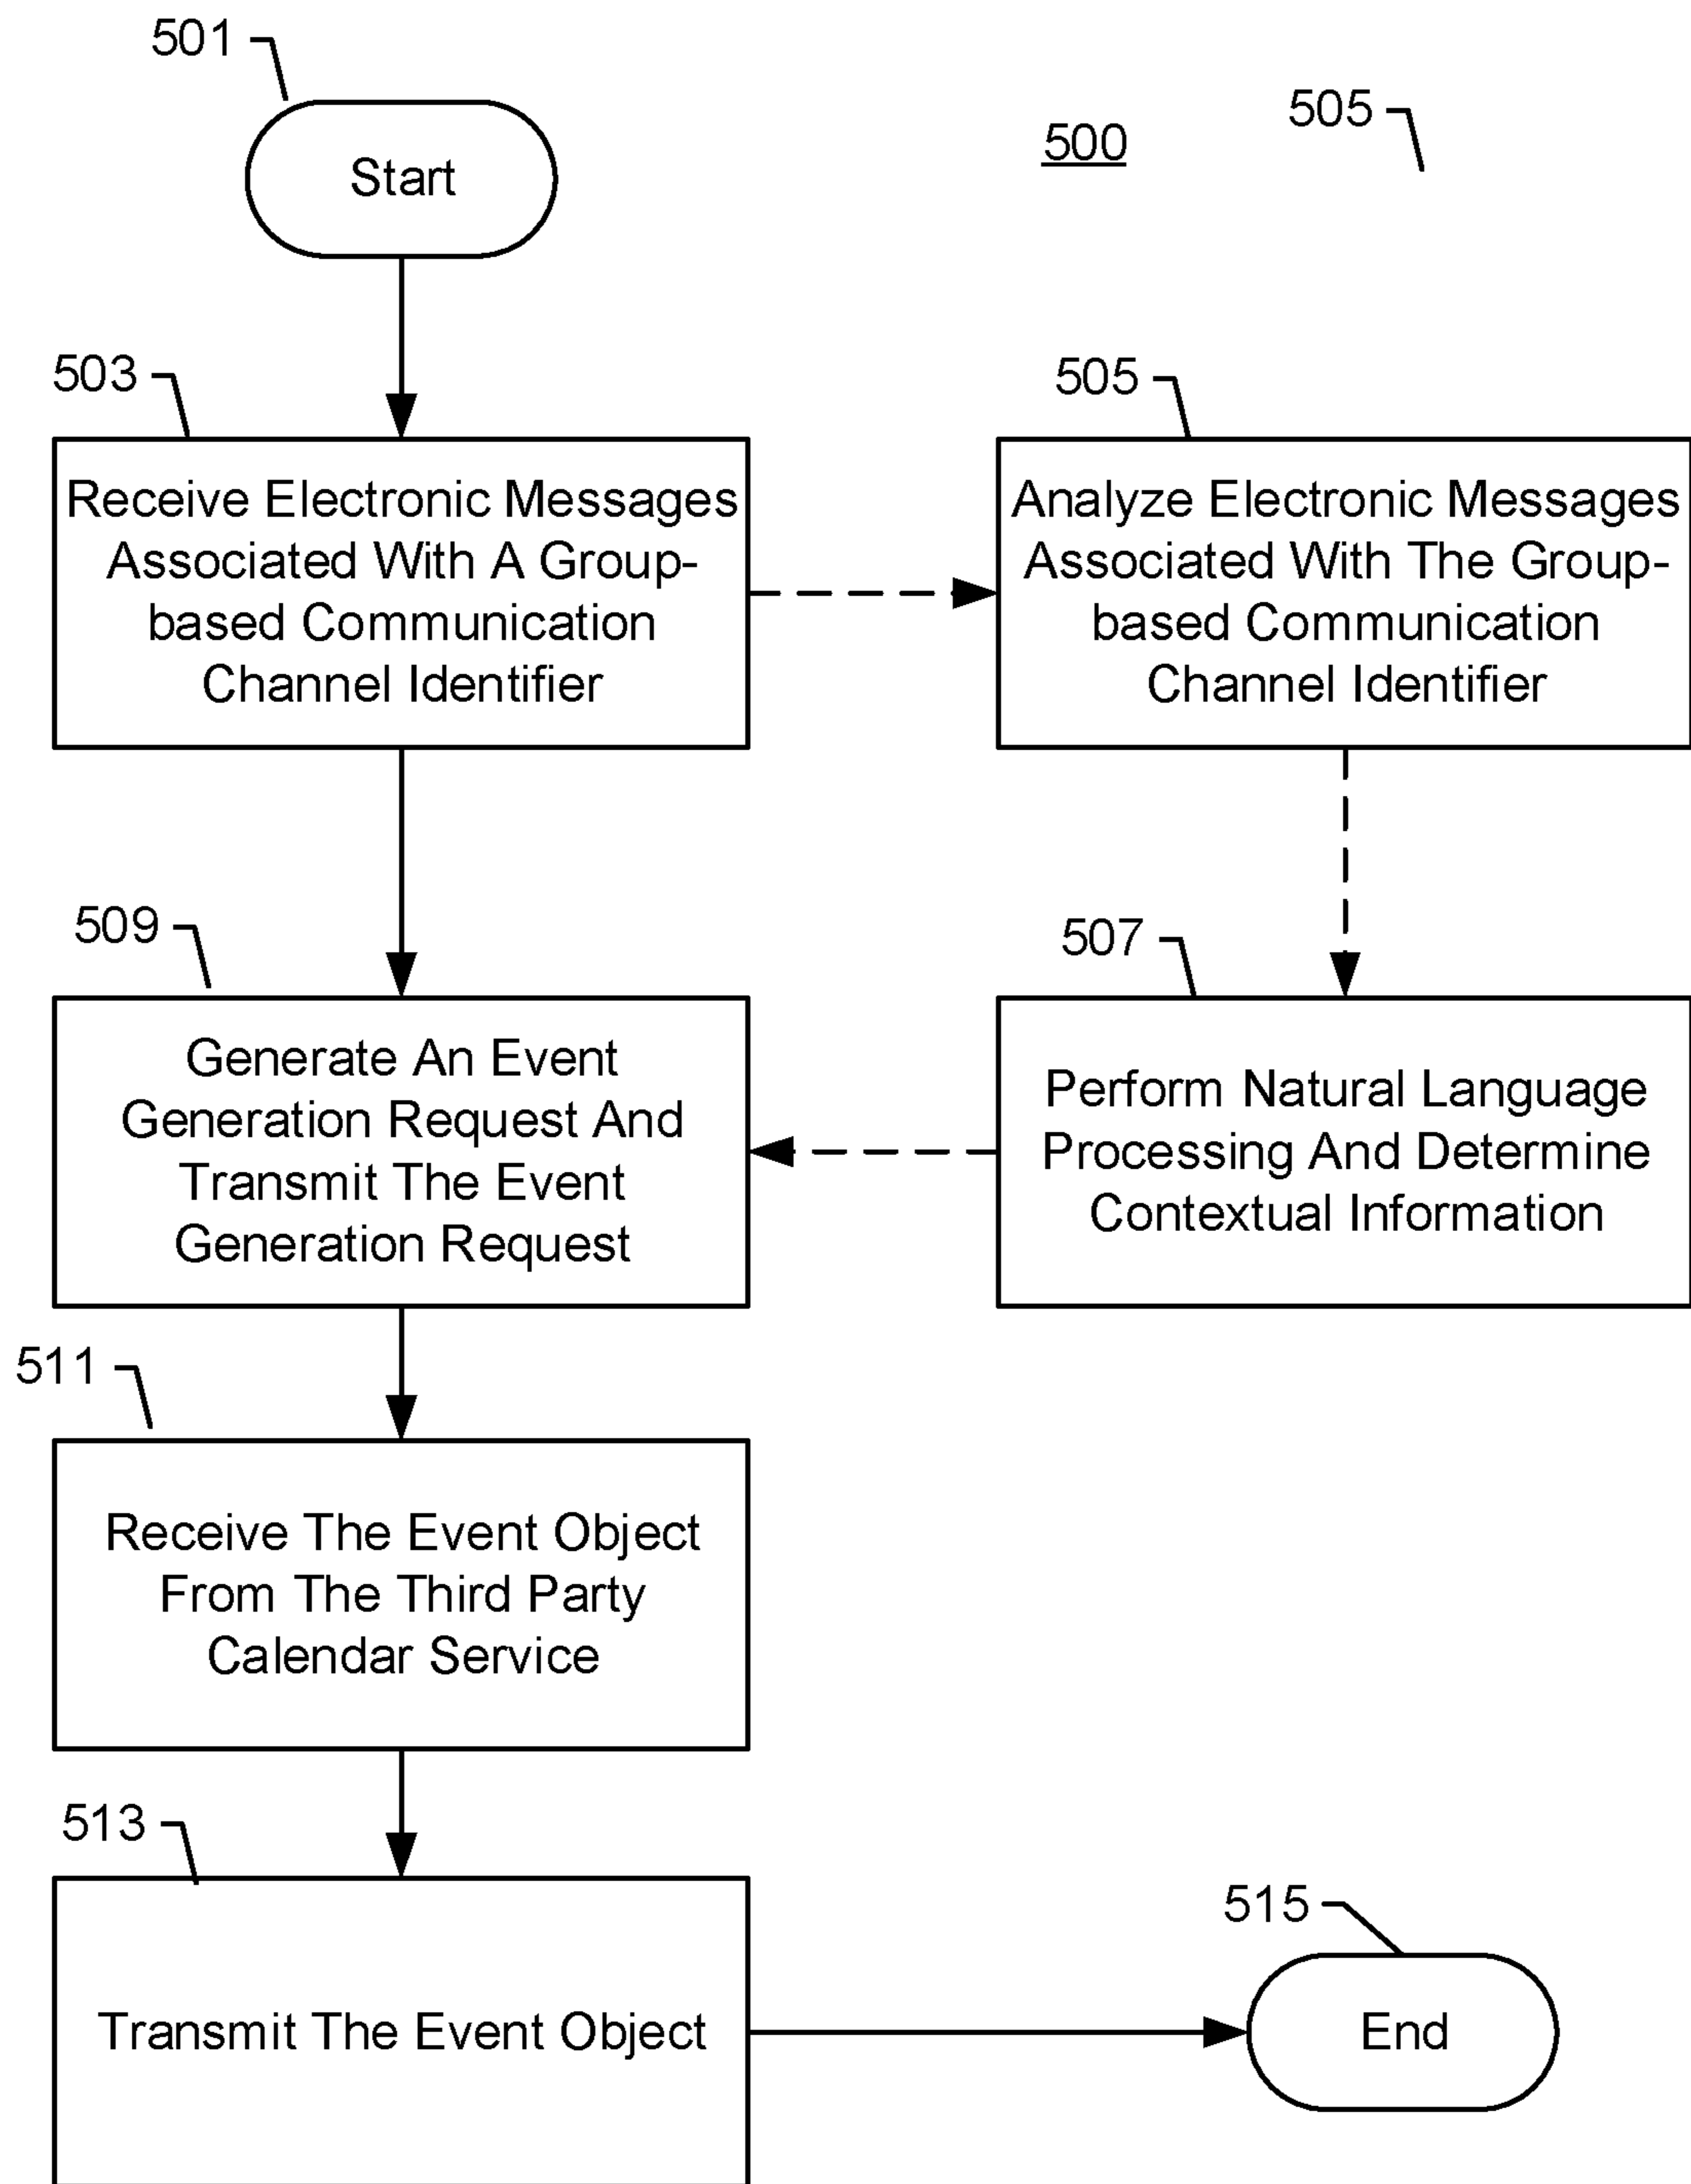 501
Start
500
505
503
Receive Electronic Messages
Associated With A Group-
based Communication
Channel Identifier
505
Analyze Electronic Messages
Associated With The Group-
based Communication
Channel Identifier
509
Generate An Event
Generation Request And
Transmit The Event
Generation Request
507
Perform Natural Language
Processing And Determine
Contextual Information
511
Receive The Event Object
From The Third Party
Calendar Service
513
Transmit The Event Object
515
End